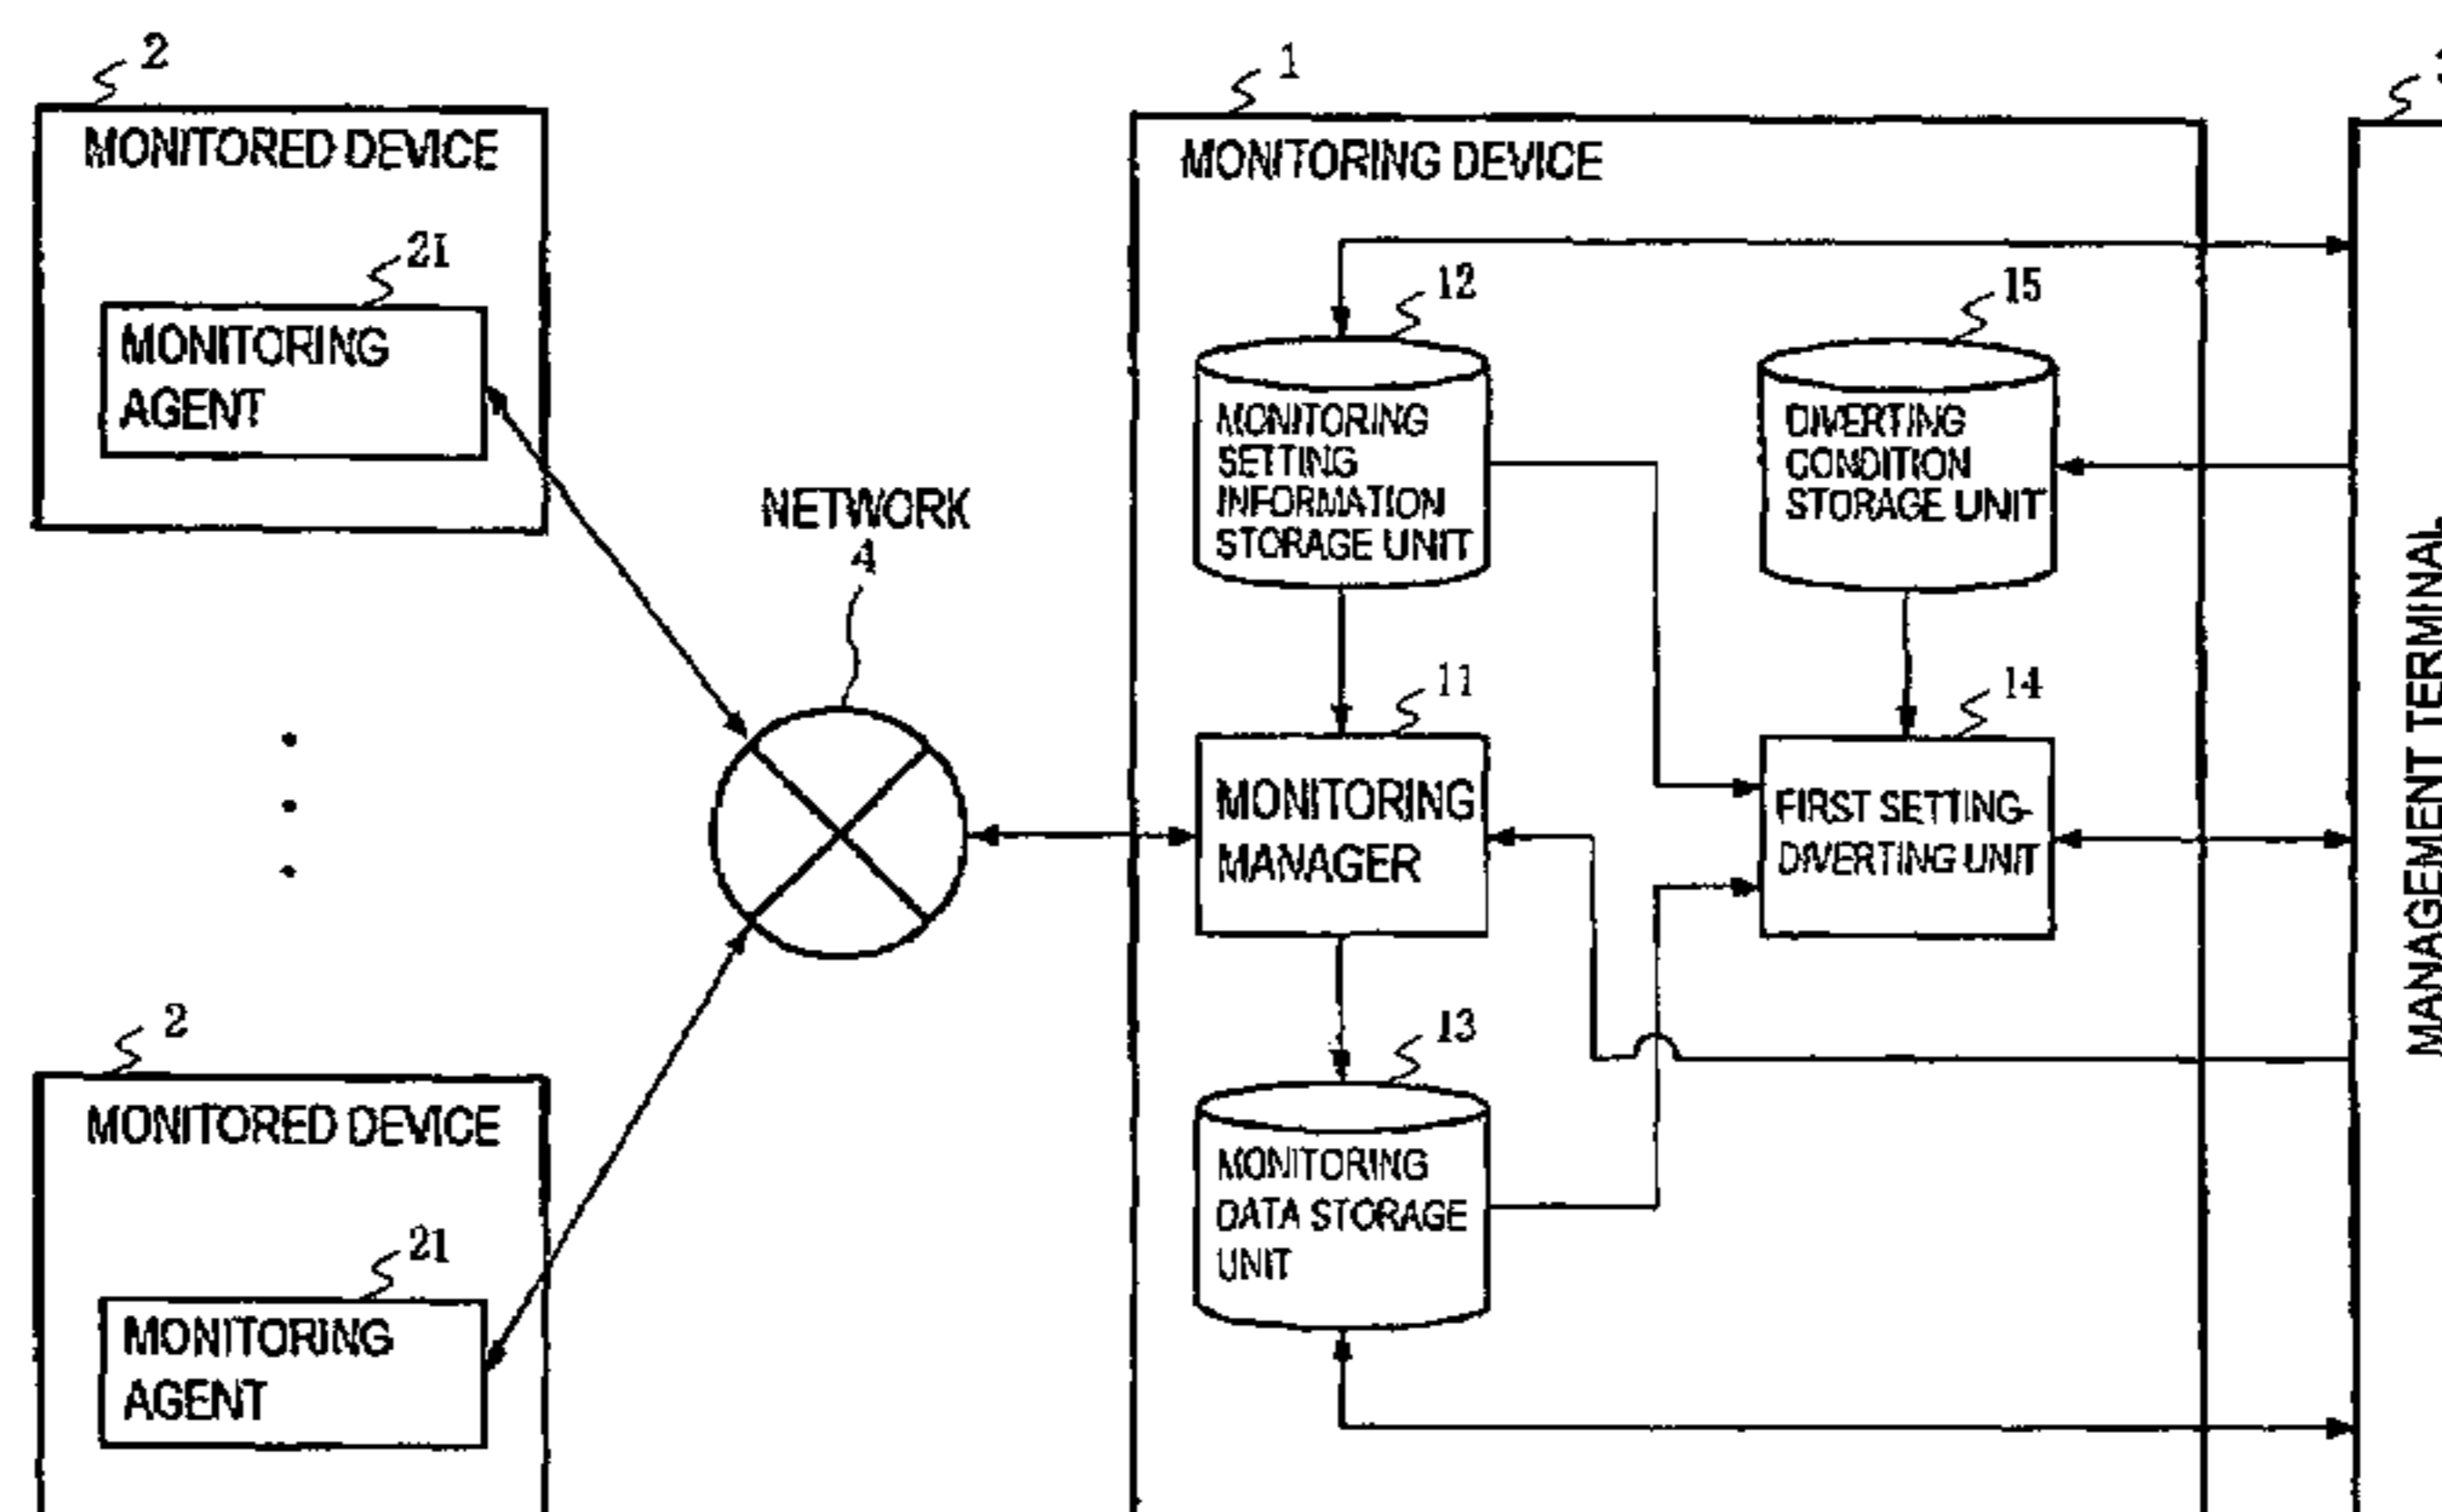 2
MONITORED DEVICE
21
MONITORING
AGENT
NETWORK
4
2
MONITORED DEVICE
21
MONITORING
AGENT
1
MONITORING DEVICE
12
MONITORING
SETTING
INFORMATION
STORAGE UNIT
15
DIVERTING
CONDITION
STORAGE UNIT
11
MONITORING
MANAGER
14
FIRST SETTING-
DIVERTING UNIT
13
MONITORING
DATA STORAGE
UNIT
MANAGEMENT TERMINAL